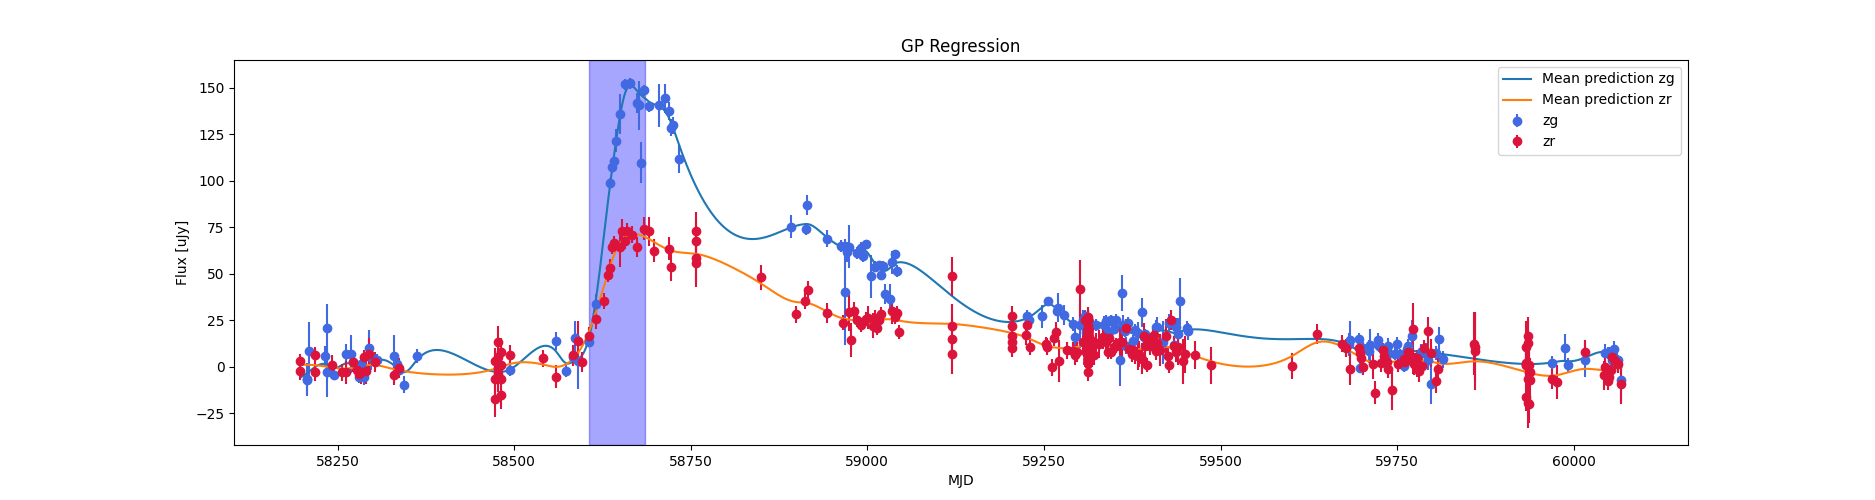 GP Regression
Mean prediction zg
Mean prediction zr
zg
zr
Flux [uJy]
150
125
100
75
50
25
0
−25
58250 58500 58750 59000 59250 59500 59750 60000
MJD